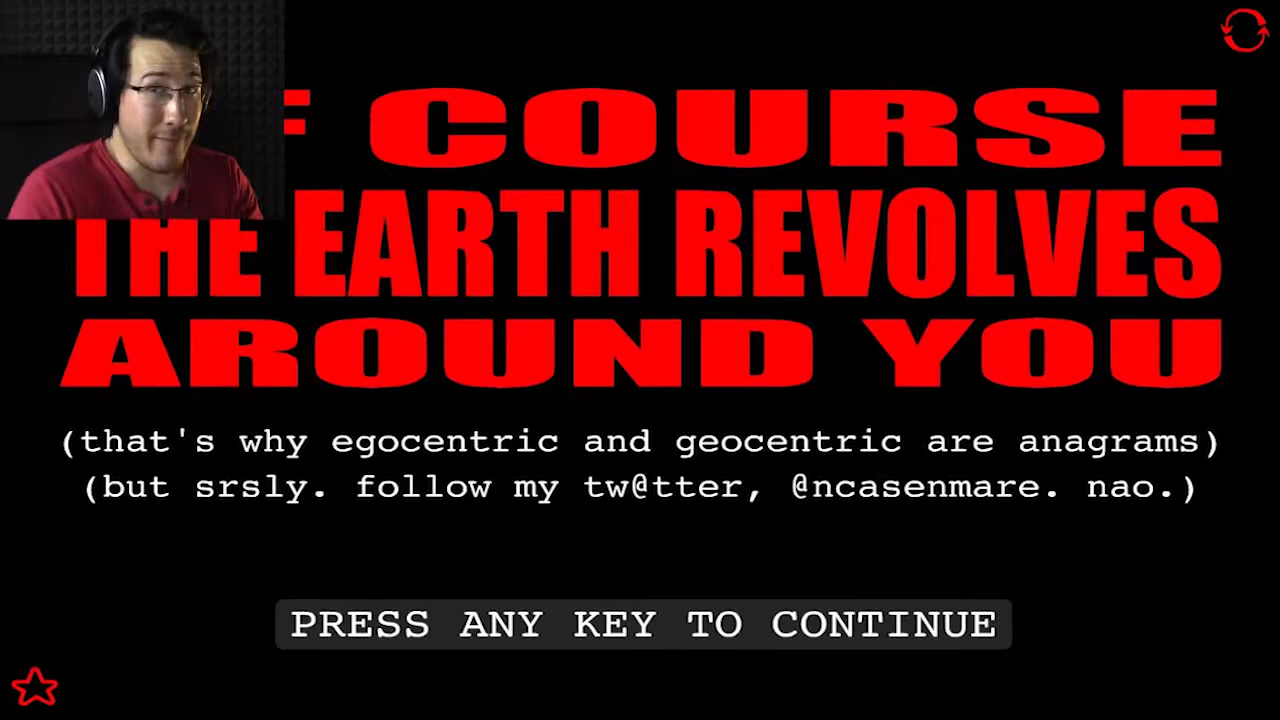 F COURSE
THE EARTH REVOLVES
AROUND YOU
(that's why egocentric and geocentric are anagrams)
(but srsly. follow my tw@tter, @ncasenmare. nao.)
PRESS ANY KEY TO CONTINUE